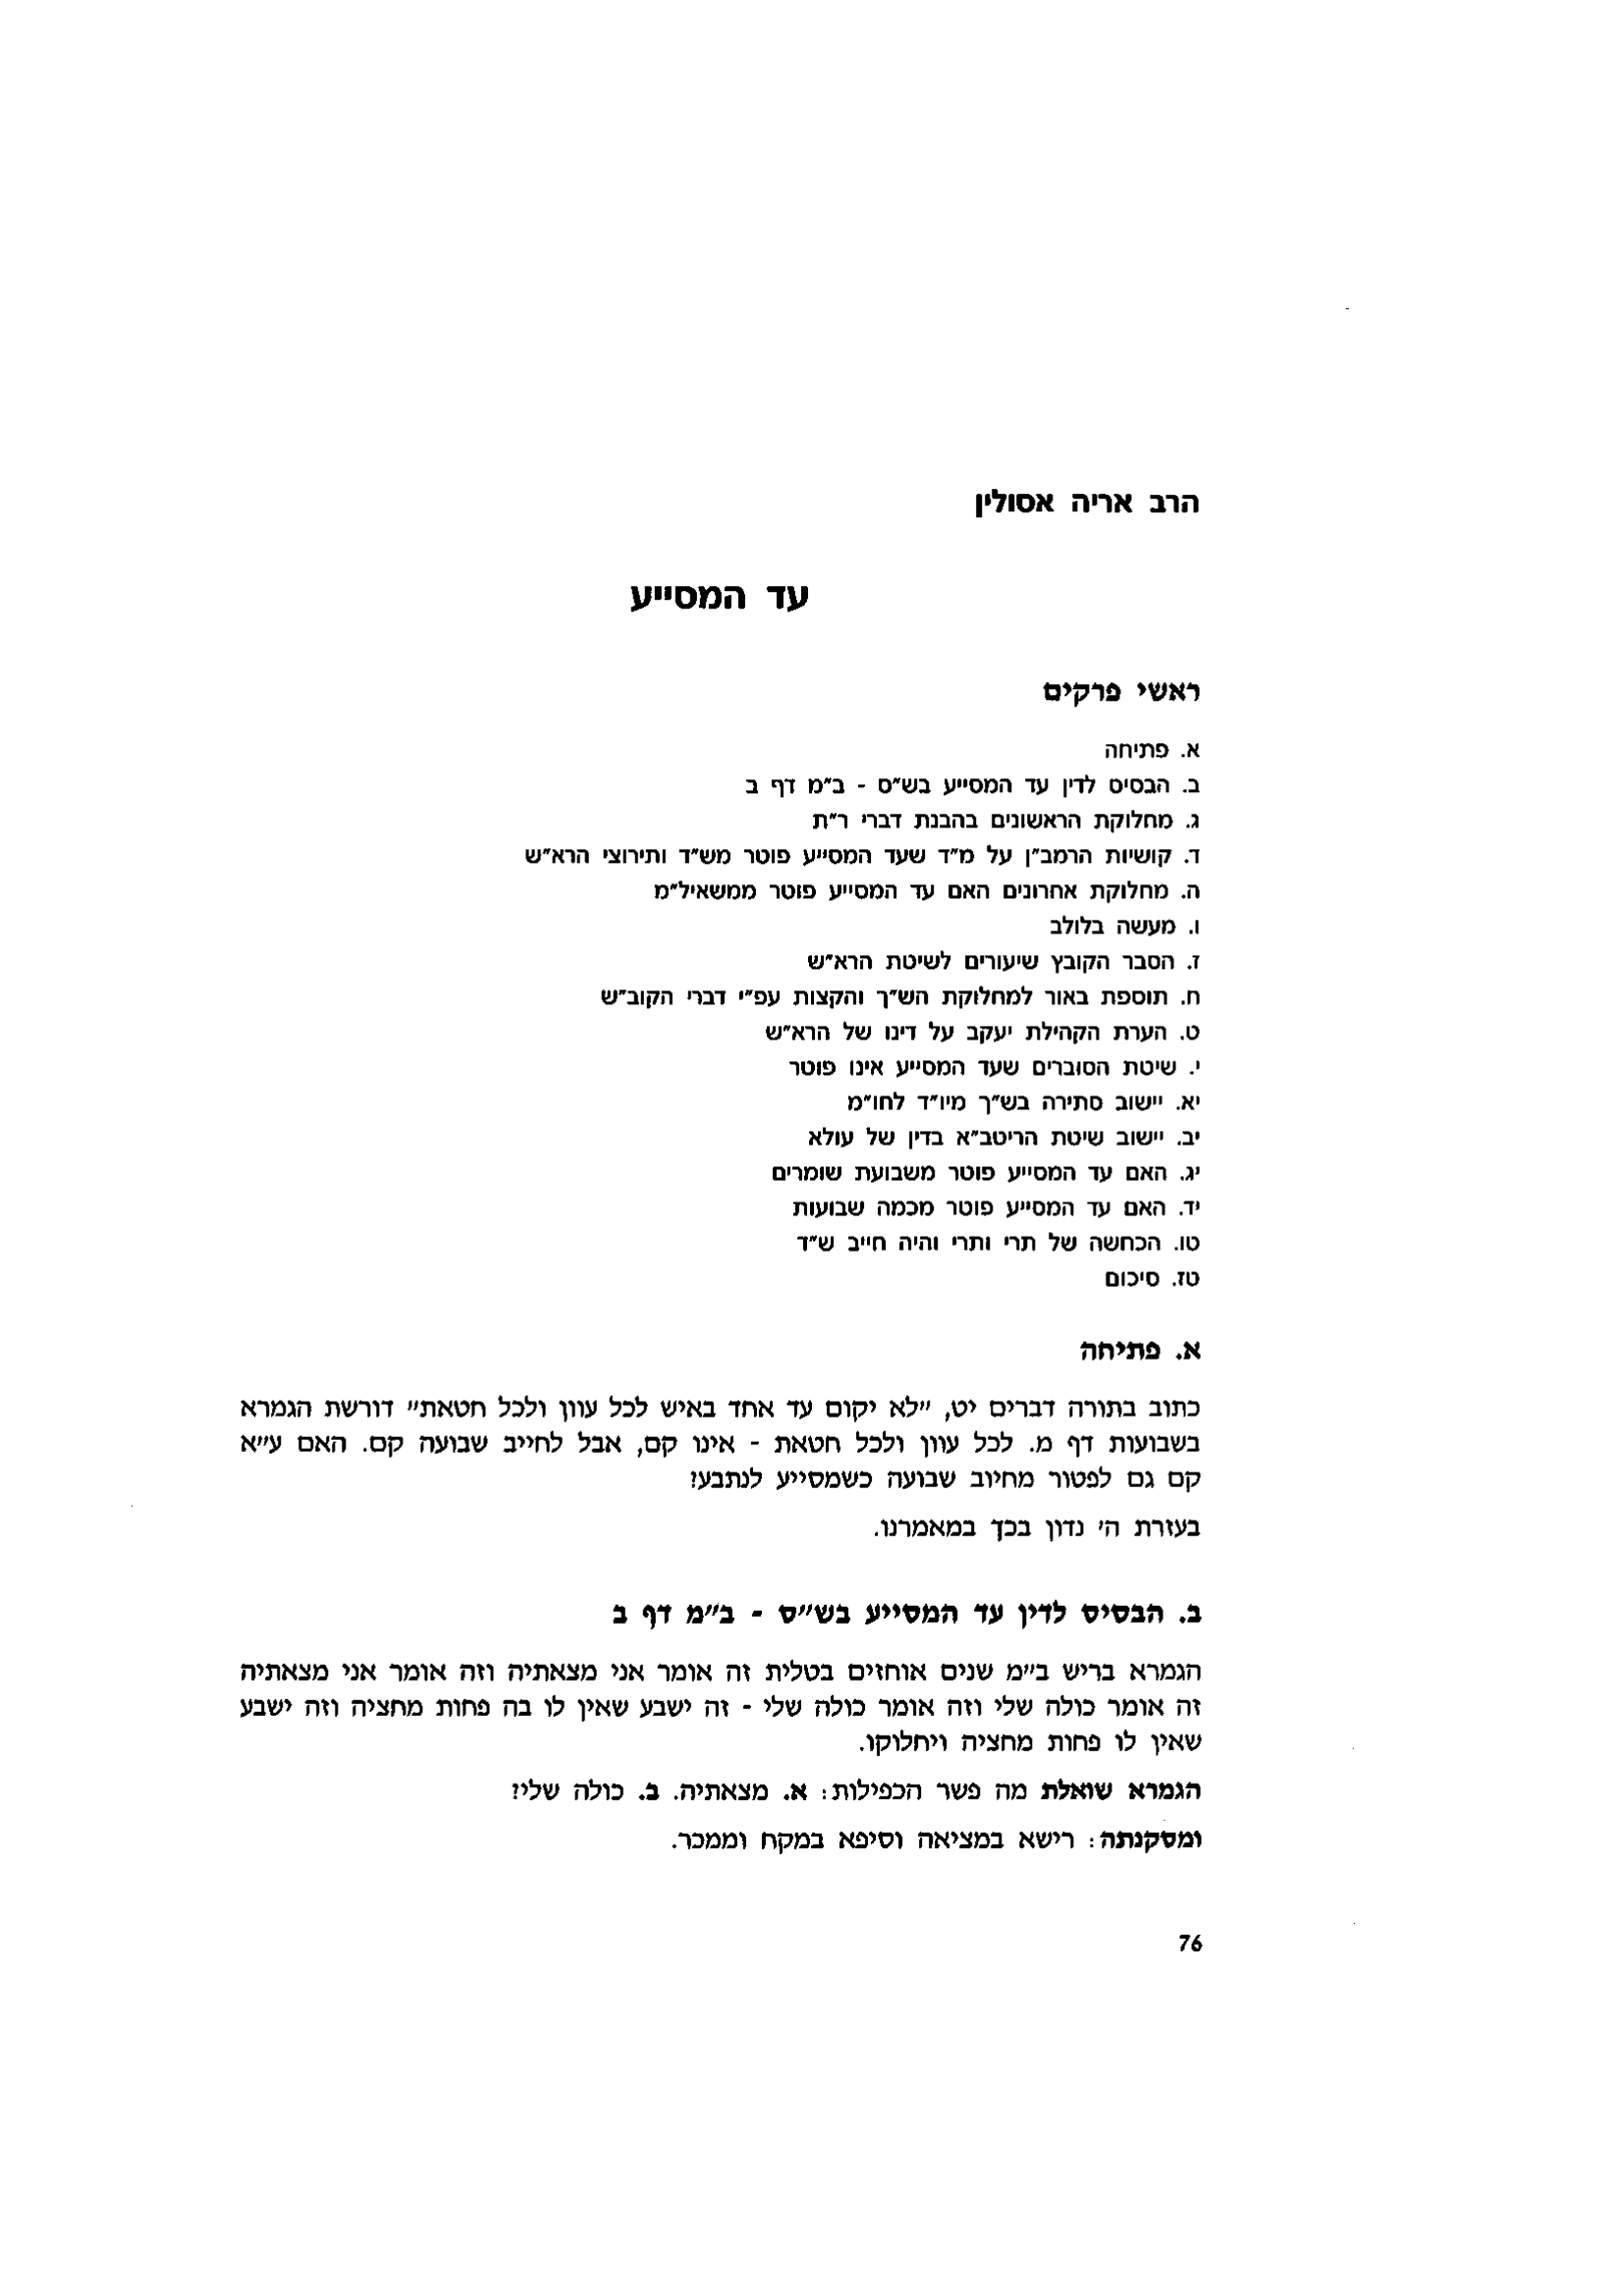 הרב אריה אסולין
עד המסייע
ראשי פרקים
א. פתיחה
ב. הבסיס לדין עד המסייע בש"ס - ב"מ דף ב
ג. מחלוקת הראשונים בהבנת דברי ר"ת
ד. קושיות הרמב"ן על מ"ד שעד המסייע פוטר מש"ד ותירוצי הרא"ש
ה. מחלוקת אחרונים האם עד המסייע פוטר ממשאיל"מ
ו. מעשה בלולב
ז. הסבר הקובץ שיעורים לשיטת הרא"ש
ח. תוספת באור למחלוקת הש"ך והקצות עפ"י דברי הקוב"ש
ט. הערת הקהילת יעקב על דינו של הרא"ש
י. שיטת הסוברים שעד המסייע אינו פוטר
יא. יישוב סתירה בש"ך מיו"ד לחו"מ
יב. יישוב שיטת הריטב"א בדין של עולא
יג. האם עד המסייע פוטר משבועת שומרים
יד. האם עד המסייע פוטר מכמה שבועות
טו. הכחשה של תרי ותרי והיה חייב ש"ד
טז. סיכום
א. פתיחה
כתוב בתורה דברים יט, "לא יקום עד אחד באיש לכל עוון ולכל חטאת" דורשת הגמרא
בשבועות דף מ. לכל עוון ולכל חטאת - אינו קם, אבל לחייב שבועה קם. האם ע"א
קם גם לפטור מחיוב שבועה כשמסייע לנתבע?
בעזרת ה' נדון בכך במאמרנו.
ב. הבסיס לדין עד המסייע בש"ס - ב"מ דף ב
הגמרא בריש ב"מ שנים אוחזים בטלית זה אומר אני מצאתיה וזה אומר אני מצאתיה
זה אומר כולה שלי וזה אומר כולה שלי - זה ישבע שאין לו בה פחות מחציה וזה ישבע
שאין לו פחות מחציה ויחלוקו.
הגמרא שואלת מה פשר הכפילות: א. מצאתיה. ב. כולה שלי?
ומסקנתה: רישא במציאה וסיפא במקח וממכר.
76